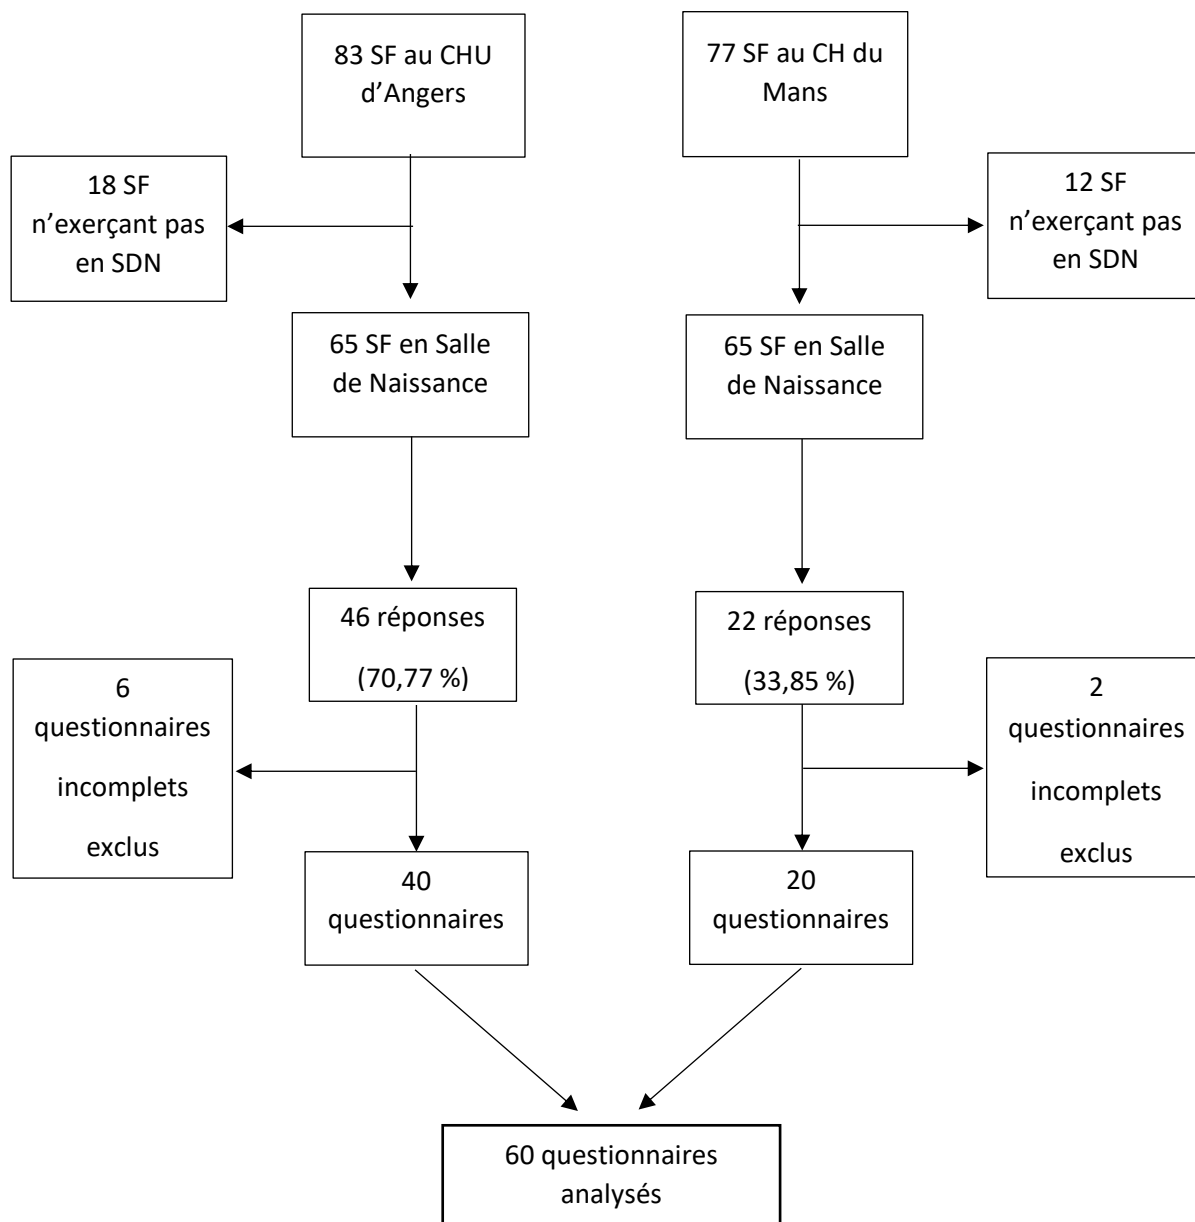 83 SF au CHU
d’Angers
77 SF au CH du
Mans
18 SF
n’exerçant pas
en SDN
12 SF
n’exerçant pas
en SDN
65 SF en Salle
de Naissance
65 SF en Salle
de Naissance
46 réponses
(70,77 %)
22 réponses
(33,85 %)
6
questionnaires
incomplets
exclus
2
questionnaires
incomplets
exclus
40
questionnaires
20
questionnaires
60 questionnaires
analysés